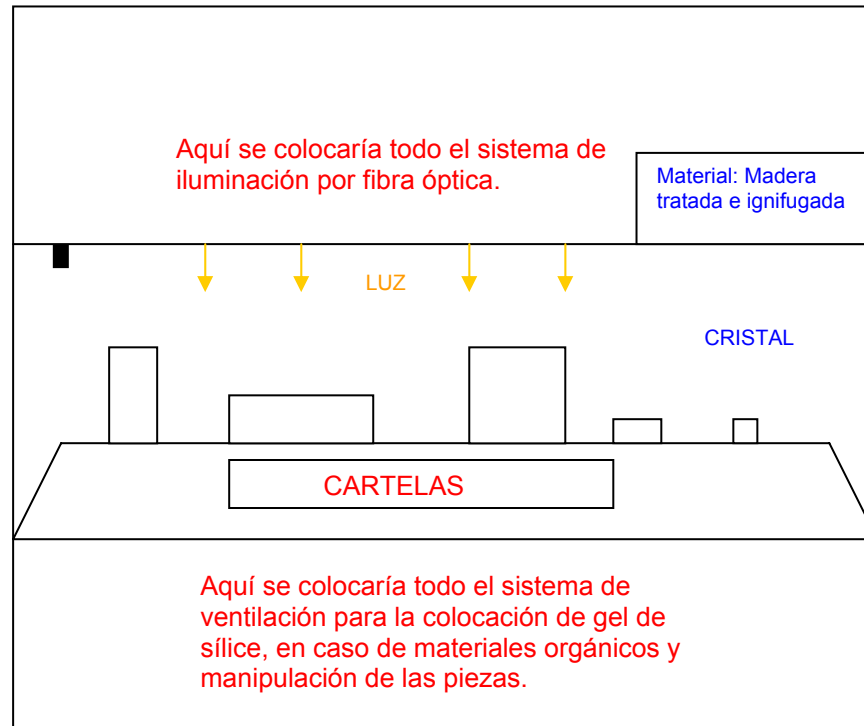 Aquí se colocaría todo el sistema de
iluminación por fibra óptica.
Material: Madera
tratada e ignifugada
LUZ
CRISTAL
CARTELAS
Aquí se colocaría todo el sistema de
ventilación para la colocación de gel de
sílice, en caso de materiales orgánicos y
manipulación de las piezas.